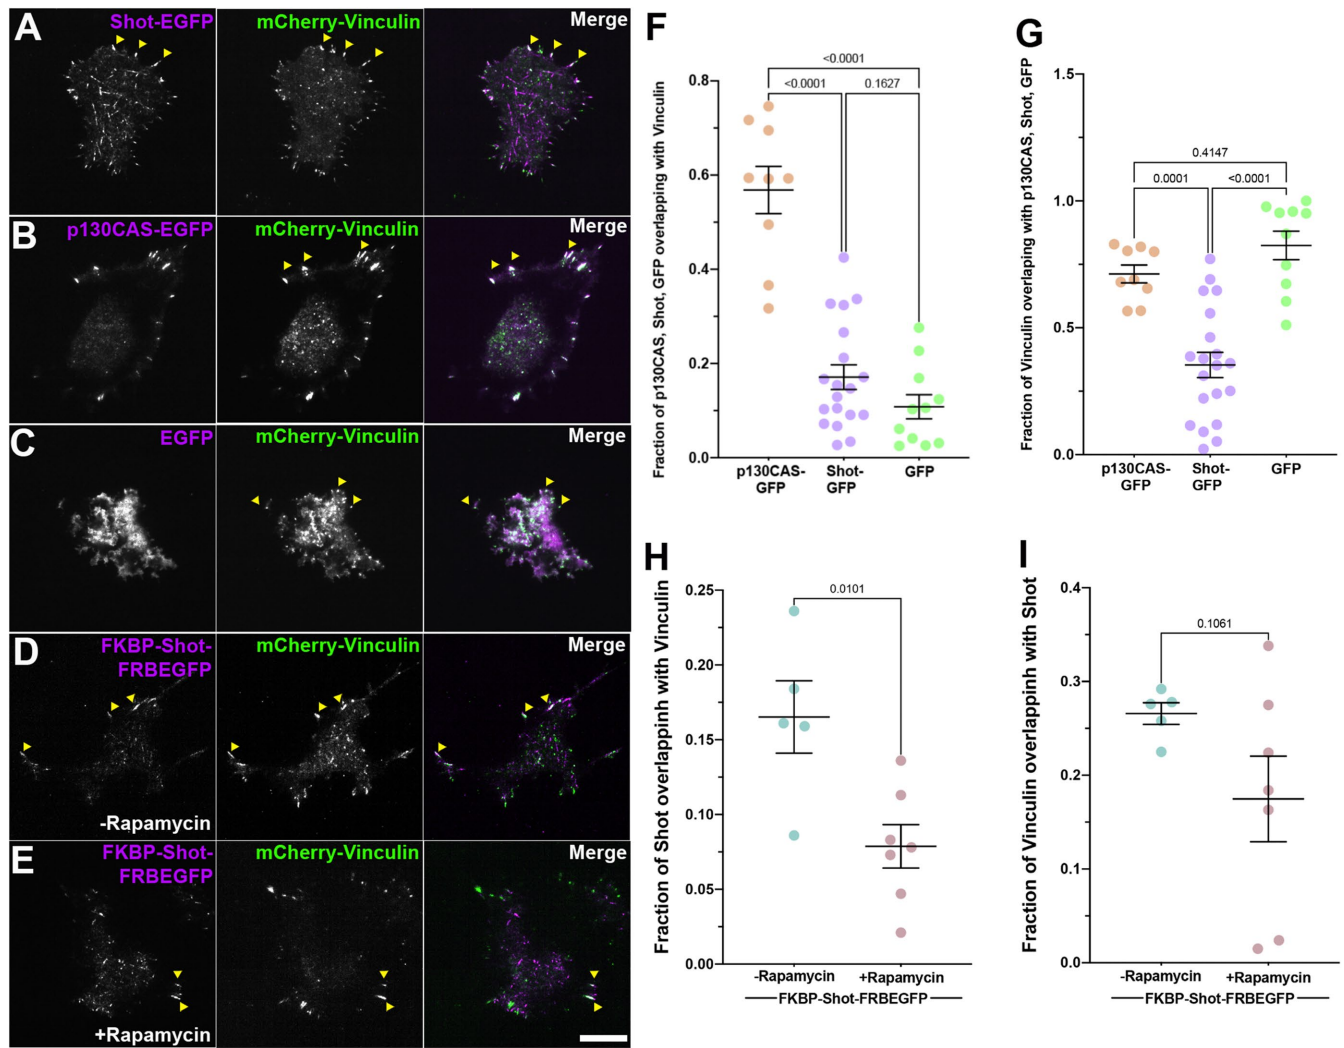 A
Shot-EGFP
mCherry-Vinculin
Merge
B
p130CAS-EGFP
mCherry-Vinculin
Merge
C
EGFP
mCherry-Vinculin
Merge
D
FKBP-Shot-
FRBEGFP
mCherry-Vinculin
Merge
-Rapamycin
E
FKBP-Shot-
FRBEGFP
mCherry-Vinculin
Merge
+Rapamycin
F
Fraction of p130CAS, Shot, GFP overlapping with Vinculin
<0.0001
<0.0001
0.1627
0.8
0.6
0.4
0.2
0.0
p130CAS-
GFP
Shot-
GFP
GFP
G
Fraction of Vinculin overlaping with p130CAS, Shot, GFP
1.5
0.4147
0.0001
<0.0001
1.0
0.5
0.0
p130CAS-
GFP
Shot-
GFP
GFP
H
Fraction of Shot overlappinh with Vinculin
0.25
0.0101
0.20
0.15
0.10
0.05
0.00
-Rapamycin
+Rapamycin
FKBP-Shot-FRBEGFP
I
Fraction of Vinculin overlappinh with Shot
0.4
0.1061
0.3
0.2
0.1
0.0
-Rapamycin
+Rapamycin
FKBP-Shot-FRBEGFP